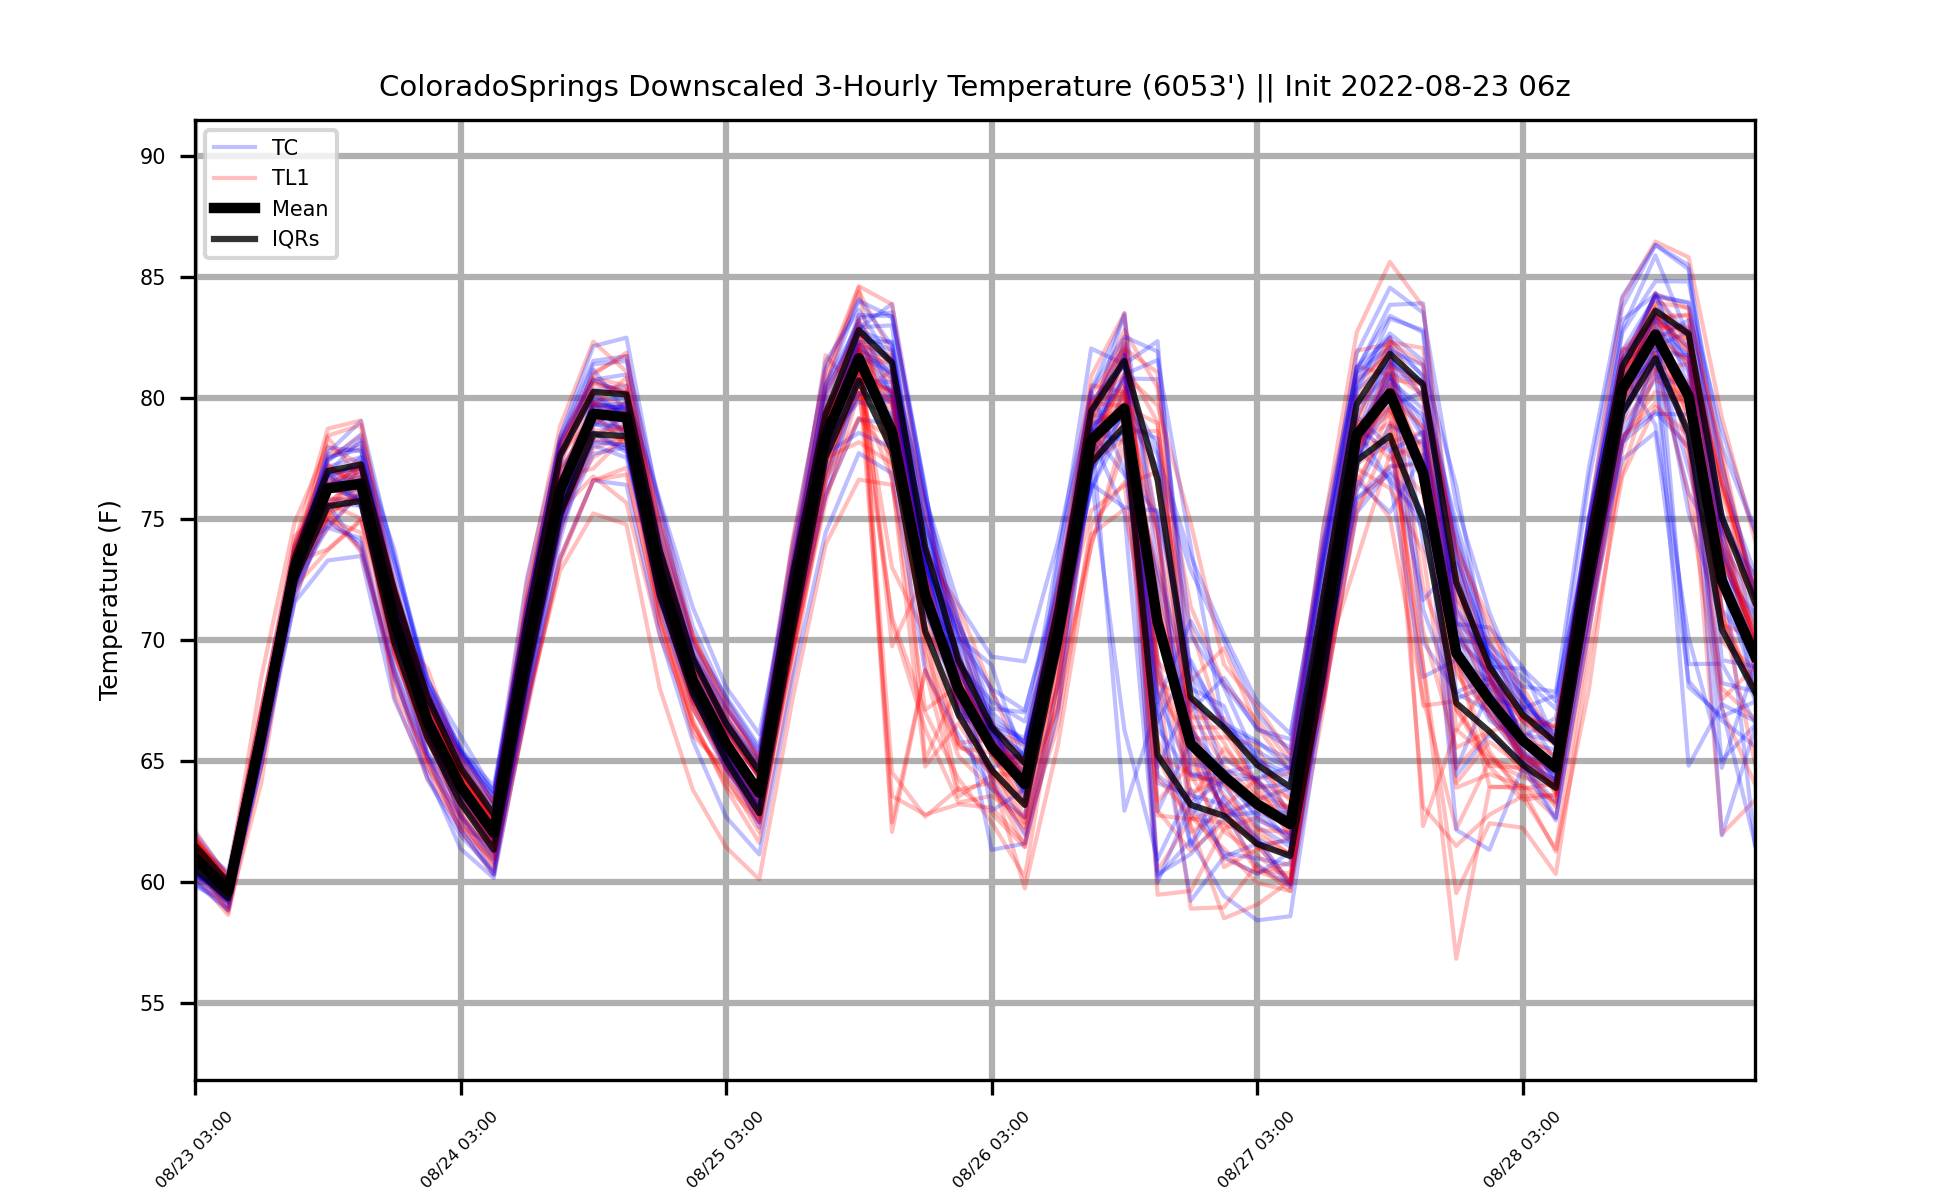 ColoradoSprings Downscaled 3-Hourly Temperature (6053') || Init 2022-08-23 06z
TC
TL1
Mean
IQRs
Temperature (F)
90
85
80
75
70
65
60
55
08/23 03:00
08/24 03:00
08/25 03:00
08/26 03:00
08/27 03:00
08/28 03:00